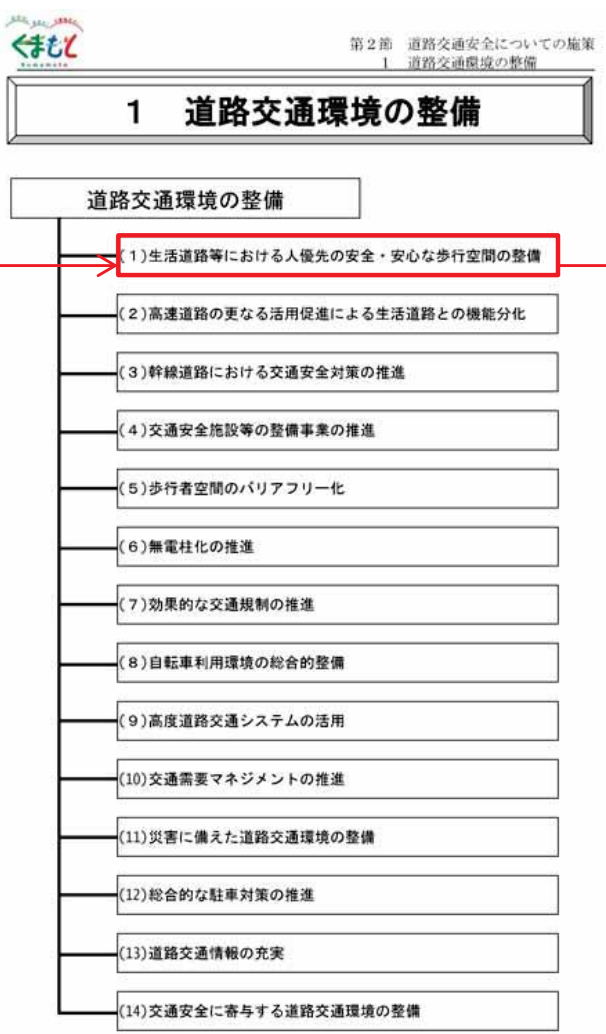 くまもと
Kumamoto
第2節 道路交通安全についての施策
1 道路交通環境の整備
1 道路交通環境の整備
道路交通環境の整備
(1)生活道路等における人優先の安全・安心な歩行空間の整備
(2)高速道路の更なる活用促進による生活道路との機能分化
(3)幹線道路における交通安全対策の推進
(4)交通安全施設等の整備事業の推進
(5)歩行者空間のバリアフリー化
(6)無電柱化の推進
(7)効果的な交通規制の推進
(8)自転車利用環境の総合的整備
(9)高度道路交通システムの活用
(10)交通需要マネジメントの推進
(11)災害に備えた道路交通環境の整備
(12)総合的な駐車対策の推進
(13)道路交通情報の充実
(14)交通安全に寄与する道路交通環境の整備